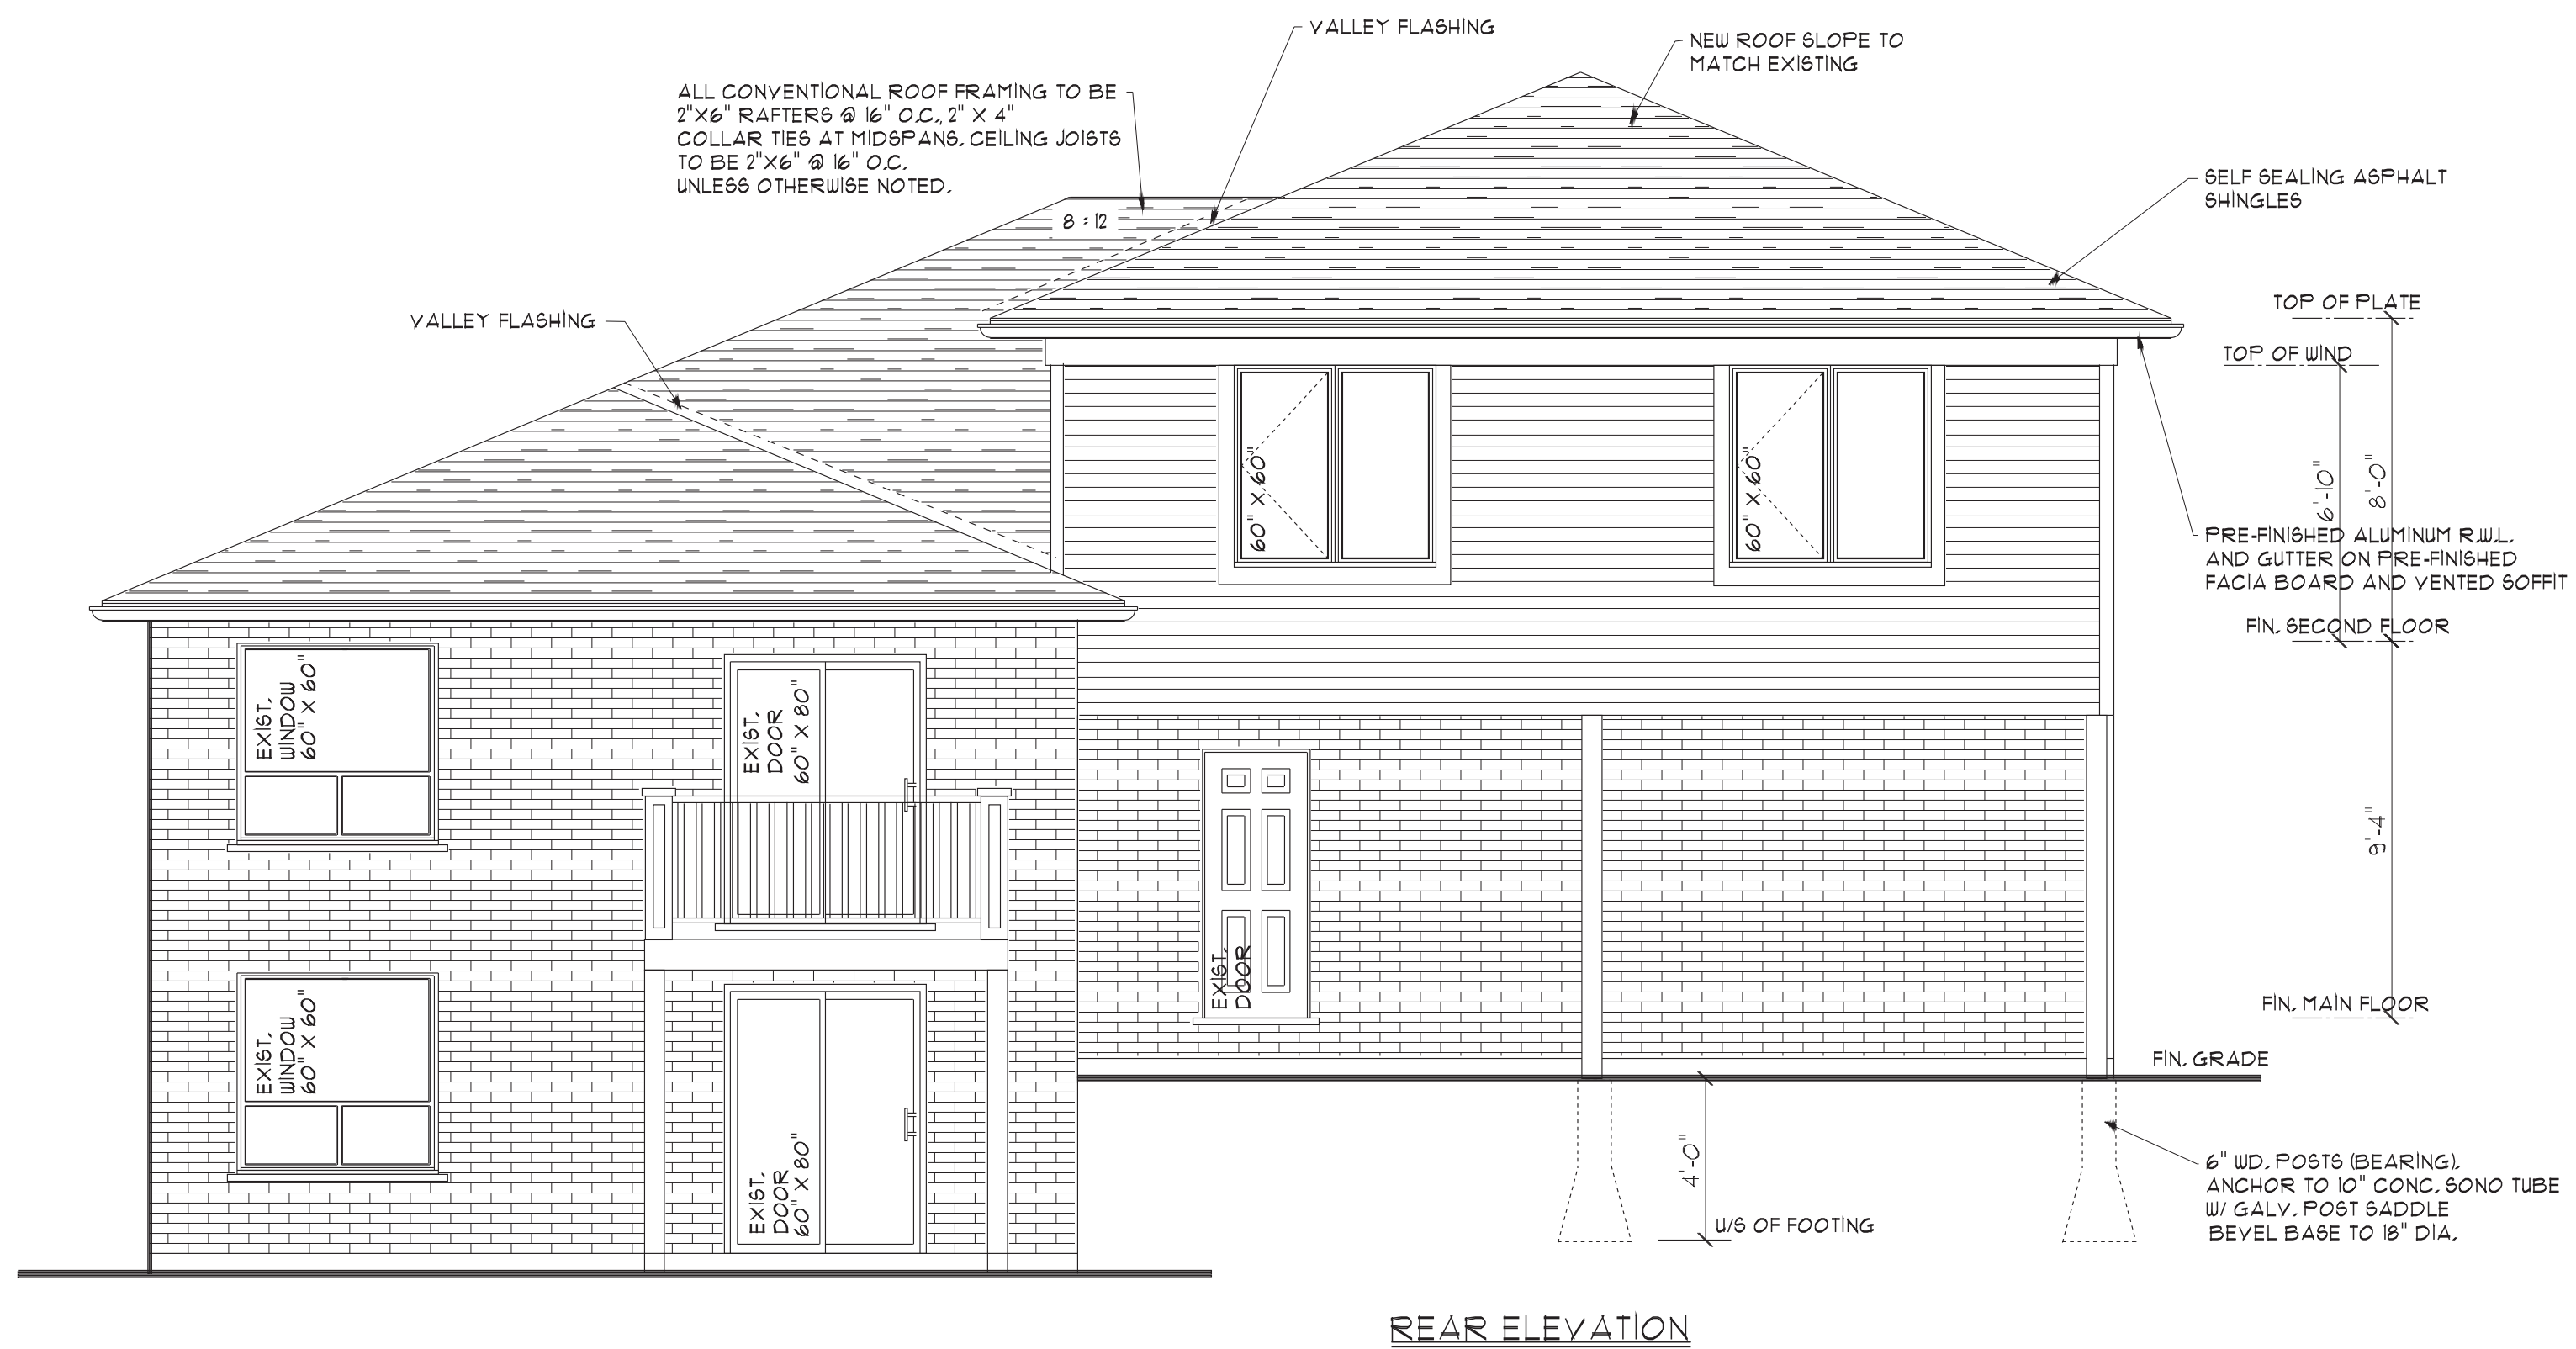 VALLEY FLASHING
NEW ROOF SLOPE TO
MATCH EXISTING
ALL CONVENTIONAL ROOF FRAMING TO BE
2"X6" RAFTERS @ 16" O.C., 2" X 4"
COLLAR TIES AT MIDSPANS. CEILING JOISTS
TO BE 2"X6" @ 16" O.C.
UNLESS OTHERWISE NOTED.
SELF SEALING ASPHALT
SHINGLES
8 : 12
VALLEY FLASHING
TOP OF PLATE
TOP OF WIND
60" X 60"
60" X 60"
6'-10"
8'-0"
PRE-FINISHED ALUMINUM R.W.L.
AND GUTTER ON PRE-FINISHED
FACIA BOARD AND VENTED SOFFIT
FIN. SECOND FLOOR
EXIST.
WINDOW
60" X 60"
EXIST.
DOOR
60" X 80"
9'-4"
EXIST.
DOOR
FIN. MAIN FLOOR
EXIST.
WINDOW
60" X 60"
FIN. GRADE
EXIST.
DOOR
60" X 80"
4'-0"
U/S OF FOOTING
6" WD. POSTS (BEARING).
ANCHOR TO 10" CONC. SONO TUBE
W/ GALV. POST SADDLE
BEVEL BASE TO 18" DIA.
REAR ELEVATION